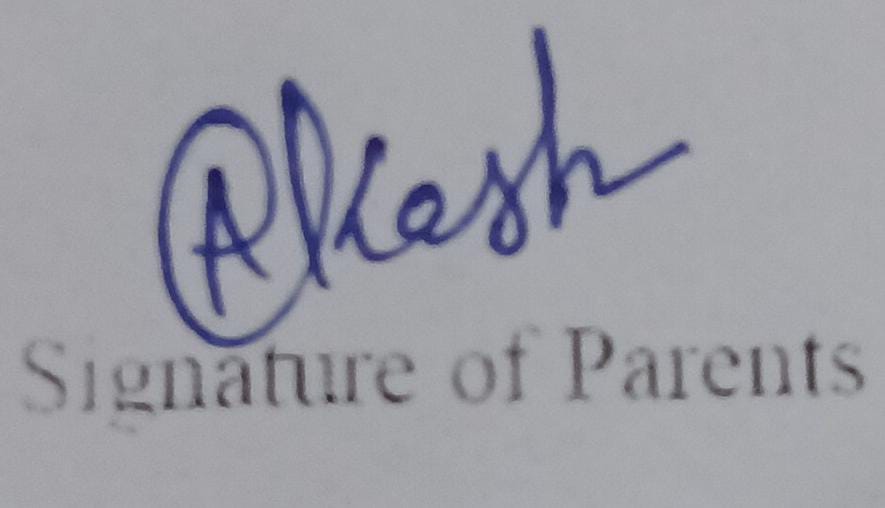 Akash
Signature of Parents